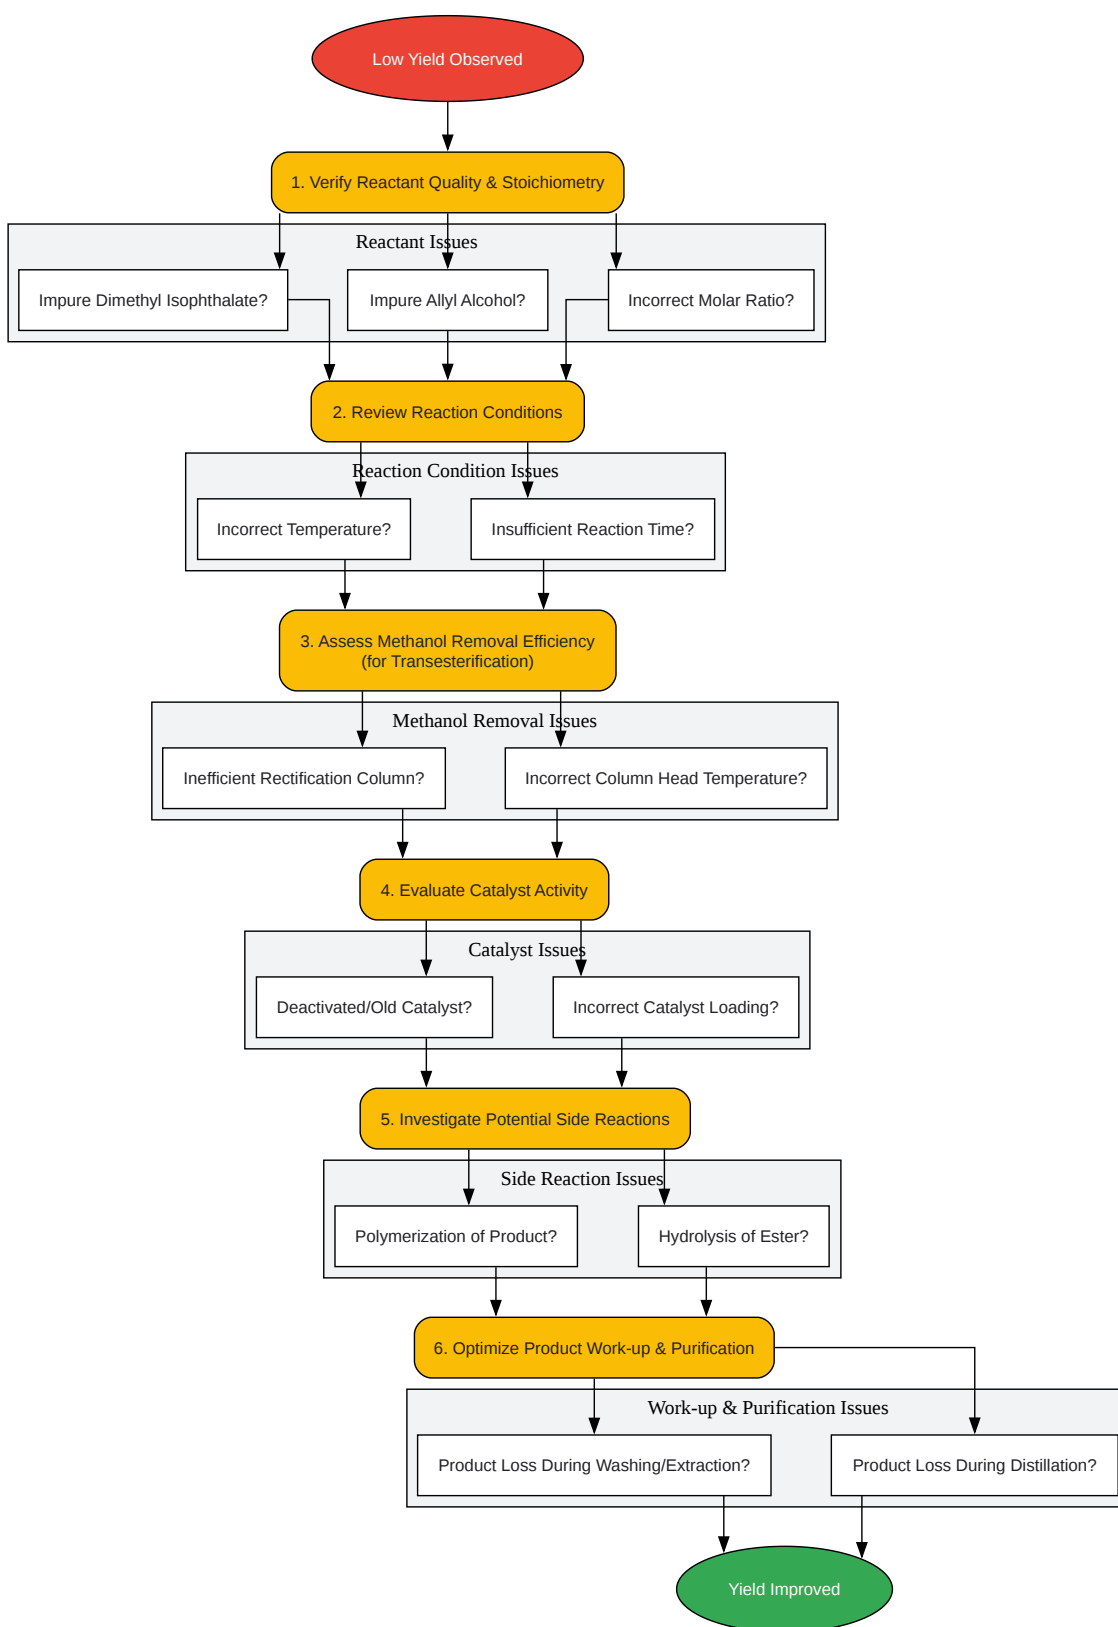 Low Yield Observed
1. Verify Reactant Quality & Stoichiometry
Reactant Issues
Impure Dimethyl Isophthalate?
Impure Allyl Alcohol?
Incorrect Molar Ratio?
2. Review Reaction Conditions
Reaction Condition Issues
Incorrect Temperature?
Insufficient Reaction Time?
3. Assess Methanol Removal Efficiency
(for Transesterification)
Methanol Removal Issues
Inefficient Rectification Column?
Incorrect Column Head Temperature?
4. Evaluate Catalyst Activity
Catalyst Issues
Deactivated/Old Catalyst?
Incorrect Catalyst Loading?
5. Investigate Potential Side Reactions
Side Reaction Issues
Polymerization of Product?
Hydrolysis of Ester?
6. Optimize Product Work-up & Purification
Work-up & Purification Issues
Product Loss During Washing/Extraction?
Product Loss During Distillation?
Yield Improved